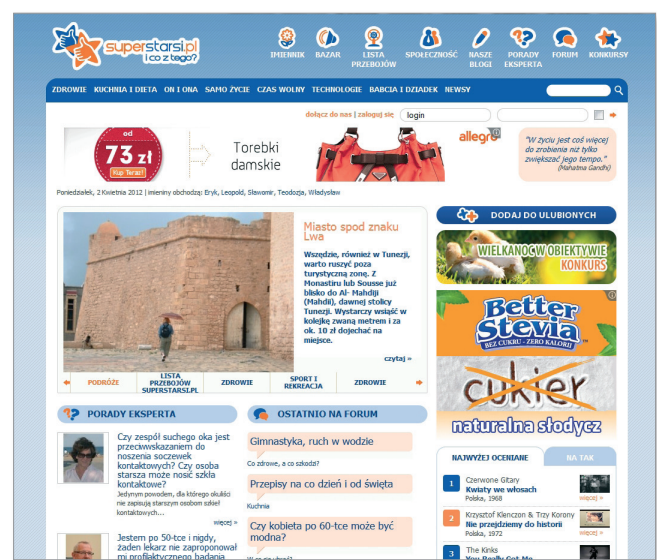 superstarsi.pl
i co z tego?
IMIENNIK
BAZAR
LISTA
PRZEBOJÓW
SPOŁECZNOŚĆ
NASZE
BLOGI
PORADY
EKSPERTA
FORUM
KONKURSY
ZDROWIE KUCHNIA I DIETA ON I ONA SAMO ŻYCIE CZAS WOLNY TECHNOLOGIE BABCIA I DZIADEK NEWSY
dołącz do nas | zaloguj się
login
od
73 zł
Kup Teraz!
Torebki
damskie
allegro
"W życiu jest coś więcej
do zrobienia niż tylko
zwiększać jego tempo."
(Mahatma Gandhi)
Poniedziałek, 2 Kwietnia 2012 | imieniny obchodzą: Eryk, Leopold, Sławomir, Teodozja, Władysław
Miasto spod znaku
Lwa
Wszędzie, również w Tunezji,
warto ruszyć poza
turystyczną zonę. Z
Monastiru lub Sousse już
blisko do Al- Mahdiji
(Mahdii), dawnej stolicy
Tunezji. Wystarczy wsiąść w
kolejkę zwaną metrem i za
ok. 10 zł dojechać na
miejsce.
czytaj »
PODRÓŻE
LISTA
PRZEBOJÓW
SUPERSTARSI.PL
ZDROWIE
SPORT I
REKREACJA
ZDROWIE
DODAJ DO ULUBIONYCH
WIELKANOC W OBIEKTYWIE
KONKURS
Better
Stevia
BEZ CUKRU - ZERO KALORII
cukier
naturalna słodycz
PORADY EKSPERTA
Czy zespół suchego oka jest
przeciwwskazaniem do
noszenia soczewek
kontaktowych? Czy osoba
starsza może nosić szkła
kontaktowe?
Jedynym powodem, dla którego okuliści
nie zapisują starszym osobom szkieł
kontaktowych...
więcej »
Jestem po 50-tce i nigdy,
żaden lekarz nie zaproponował
mi profilaktycznego badania
OSTATNIO NA FORUM
Gimnastyka, ruch w wodzie
Co zdrowe, a co szkodzi?
Przepisy na co dzień i od święta
Kuchnia
Czy kobieta po 60-tce może być
modna?
NAJWYŻEJ OCENIANE
NA TAK
1
Czerwone Gitary
Kwiaty we włosach
Polska, 1968
więcej »
2
Krzysztof Klenczon & Trzy Korony
Nie przejdziemy do historii
Polska, 1972
więcej »
3
The Kinks
You Really Got Me